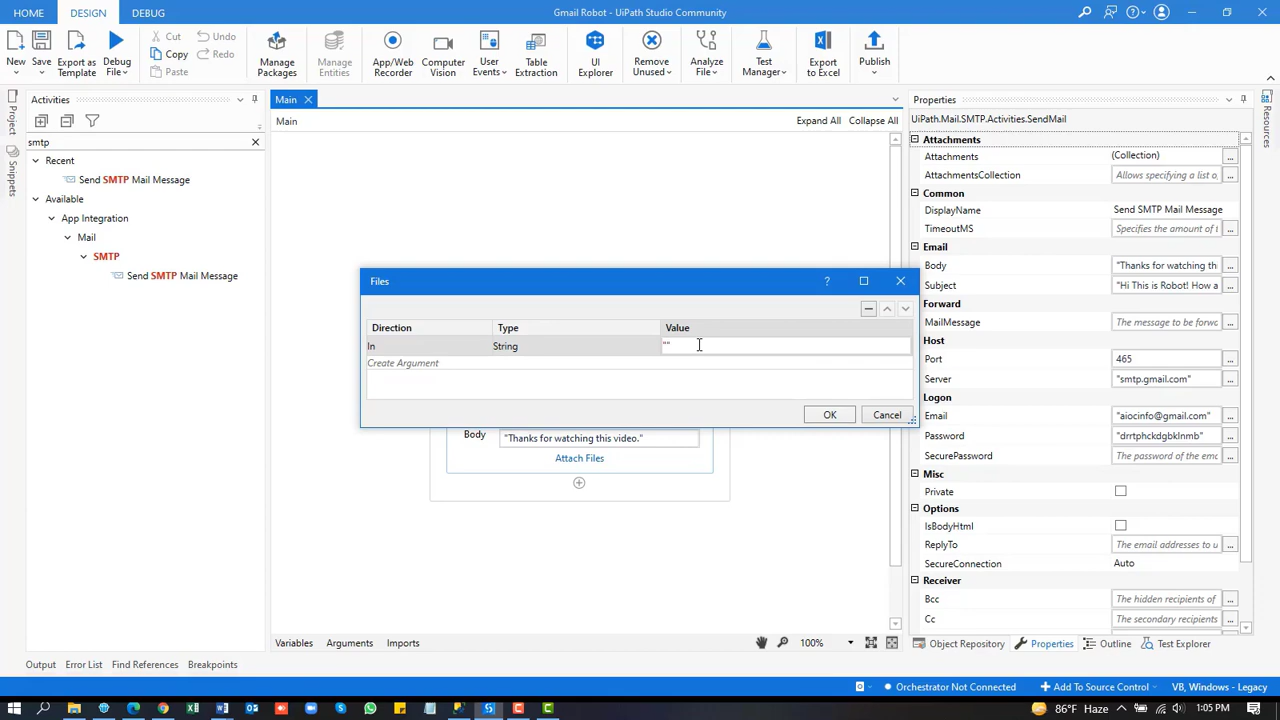 HOME
DESIGN
DEBUG
Gmail Robot - UiPath Studio Community
New
Save
Export as Template
Debug File
Cut
Copy
Paste
Undo
Redo
Manage Packages
Manage Entities
App/Web Recorder
Computer Vision
User Events
Table Extraction
UI Explorer
Remove Unused
Analyze File
Test Manager
Export to Excel
Publish
Project
Snippets
Activities
smtp
Recent
Send SMTP Mail Message
Available
App Integration
Mail
SMTP
Send SMTP Mail Message
Main
Main
Expand All
Collapse All
Files
Direction
Type
Value
In
String
""
Create Argument
OK
Cancel
Body
"Thanks for watching this video."
Attach Files
Variables
Arguments
Imports
100%
Properties
UiPath.Mail.SMTP.Activities.SendMail
Attachments
Attachments
(Collection)
...
AttachmentsCollection
Allows specifying a list o
...
Common
DisplayName
Send SMTP Mail Message
TimeoutMS
Specifies the amount of t
...
Email
Body
"Thanks for watching th
...
Subject
"Hi This is Robot! How a
...
Forward
MailMessage
The message to be forw
...
Host
Port
465
...
Server
"smtp.gmail.com"
...
Logon
Email
"aiocinfo@gmail.com"
...
Password
"drrtphckdgbklnmb"
...
SecurePassword
The password of the ema
...
Misc
Private
Options
IsBodyHtml
ReplyTo
The email addresses to u
...
SecureConnection
Auto
Receiver
Bcc
The hidden recipients of
...
Cc
The secondary recipients
Object Repository
Properties
Outline
Test Explorer
Resources
Output
Error List
Find References
Breakpoints
Orchestrator Not Connected
Add To Source Control
VB, Windows - Legacy
86°F Haze
1:05 PM